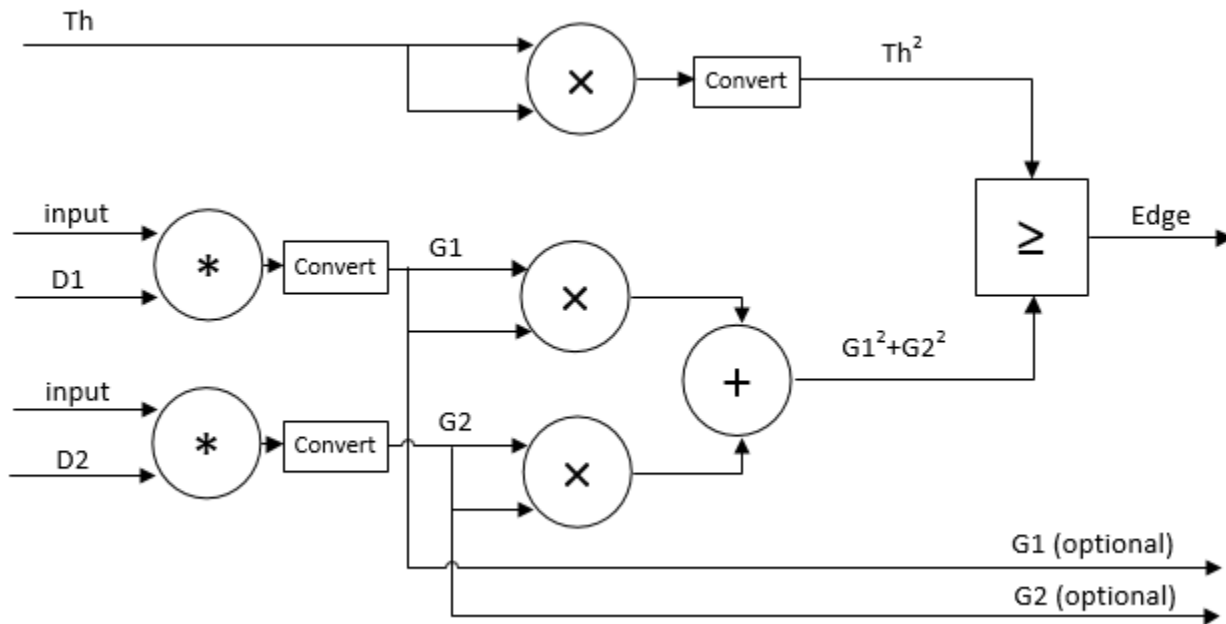 Th
×
Convert
Th²
input
*
D1
Convert
G1
×
≥
Edge
+
G1²+G2²
input
*
D2
Convert
G2
×
G1 (optional)
G2 (optional)